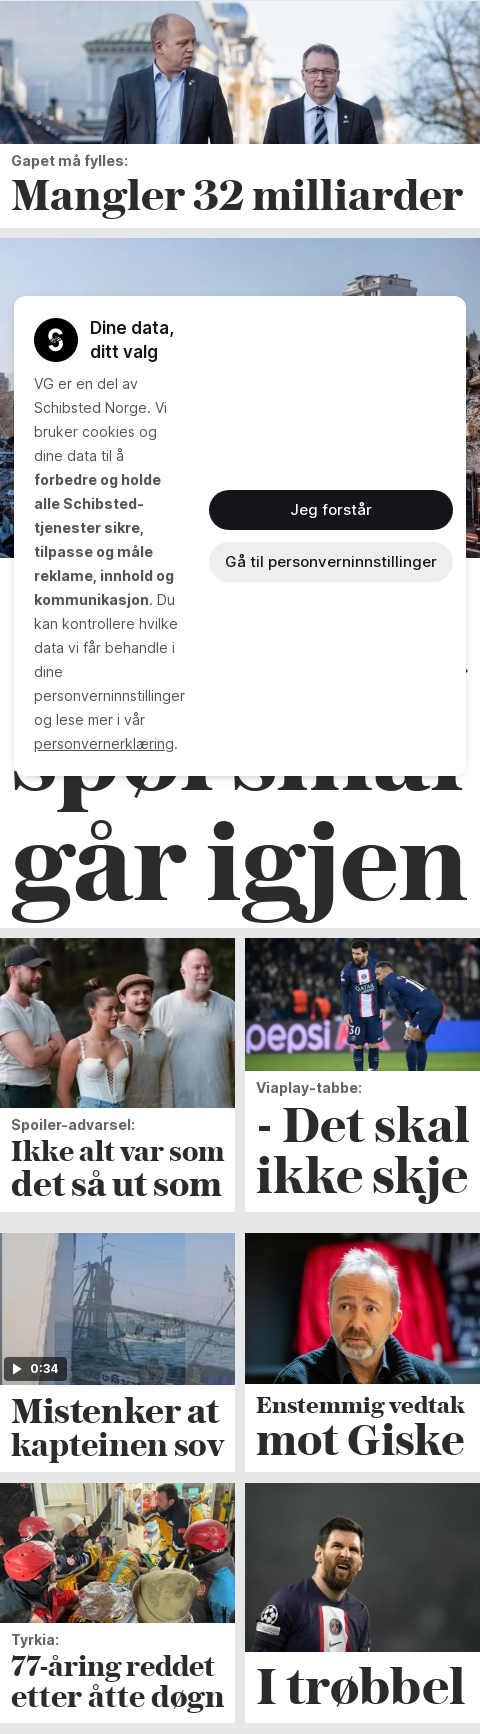 Gapet må fylles:
Mangler 32 milliarder
Dine data,
ditt valg
VG er en del av
Schibsted Norge. Vi
bruker cookies og
dine data til å
forbedre og holde
alle Schibsted-
tjenester sikre,
tilpasse og måle
reklame, innhold og
kommunikasjon. Du
kan kontrollere hvilke
data vi får behandle i
dine
personverninnstillinger
og lese mer i vår
personvernerklæring.
Jeg forstår
Gå til personverninnstillinger
går igjen
Spoiler-advarsel:
Ikke alt var som
det så ut som
pepsi
30
Viaplay-tabbe:
- Det skal
ikke skje
0:34
Mistenker at
kapteinen sov
Enstemmig vedtak
mot Giske
Tyrkia:
77-åring reddet
etter åtte døgn
I trøbbel